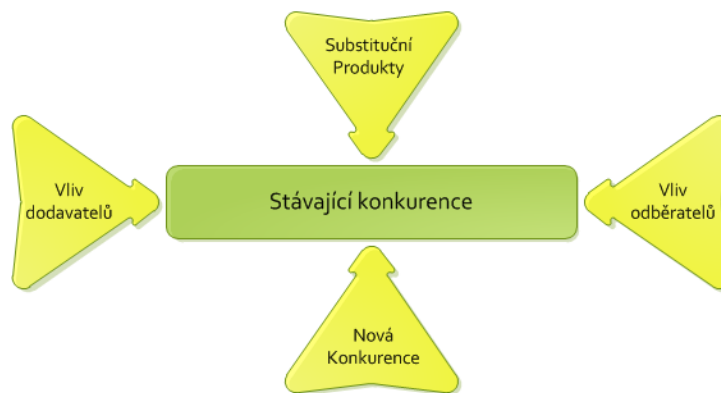 Substituční
Produkty
Vliv
dodavatelů
Stávající konkurence
Vliv
odběratelů
Nová
Konkurence